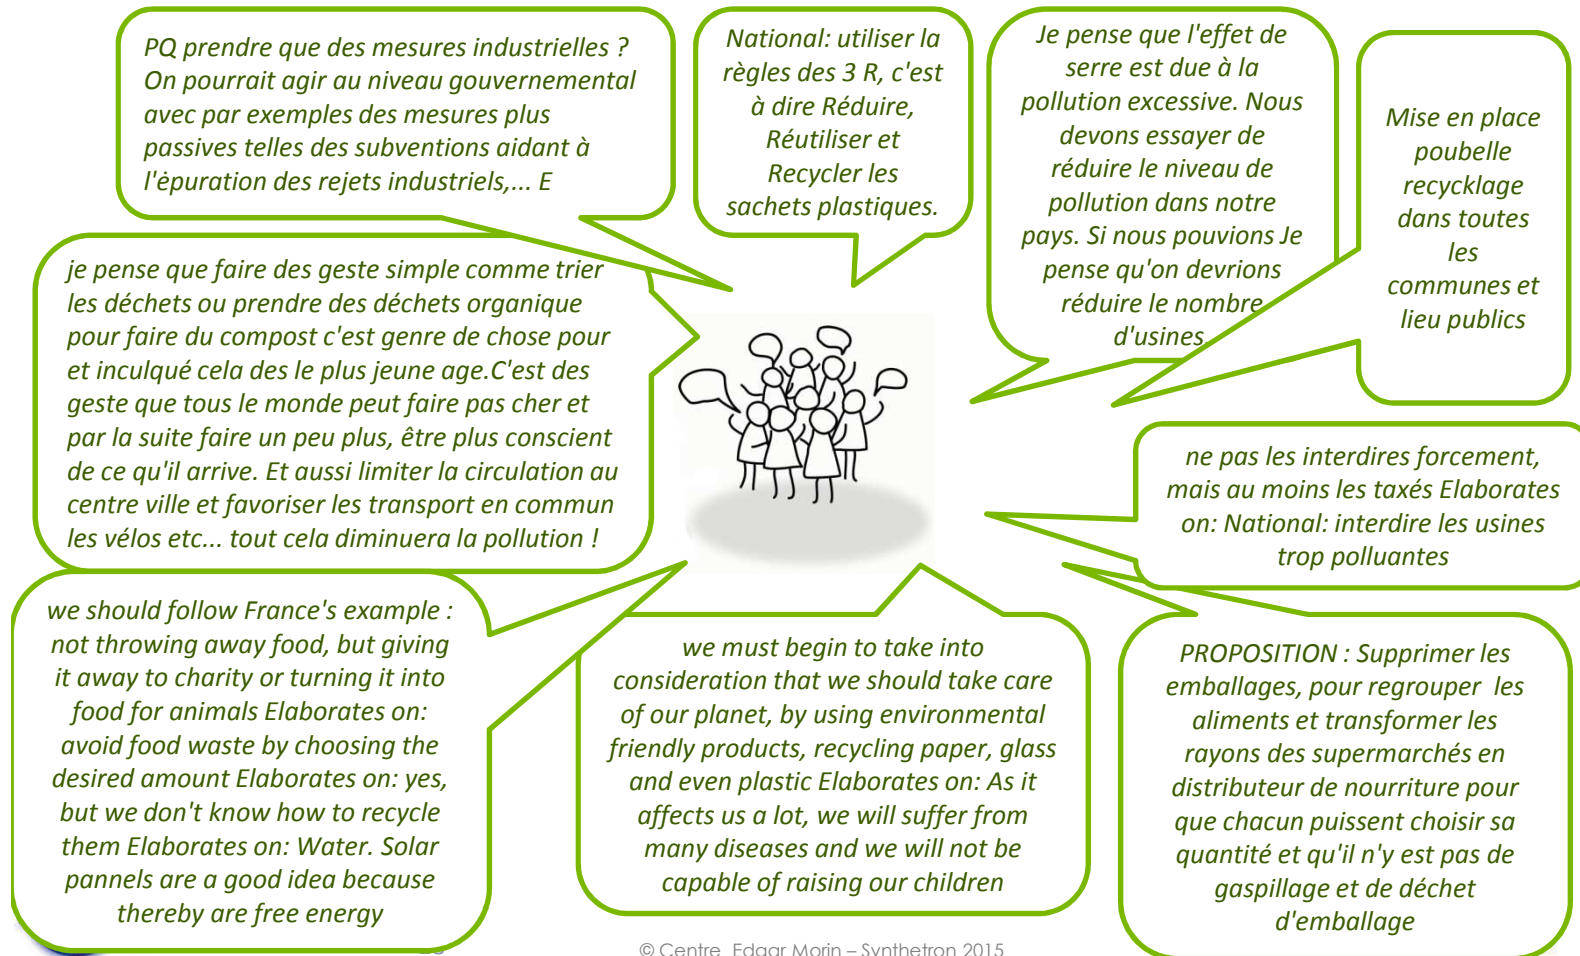 PQ prendre que des mesures industrielles ?
On pourrait agir au niveau gouvernemental
avec par exemples des mesures plus
passives telles des subventions aidant à
l'épuration des rejets industriels,... E
National: utiliser la
règles des 3 R, c'est
à dire Réduire,
Réutiliser et
Recycler les
sachets plastiques.
Je pense que l'effet de
serre est due à la
pollution excessive. Nous
devons essayer de
réduire le niveau de
pollution dans notre
pays. Si nous pouvions Je
pense qu'on devrions
réduire le nombre
d'usines.
Mise en place
poubelle
recycklage
dans toutes
les
communes et
lieu publics
je pense que faire des geste simple comme trier
les déchets ou prendre des déchets organique
pour faire du compost c'est genre de chose pour
et inculqué cela des le plus jeune age.C'est des
geste que tous le monde peut faire pas cher et
par la suite faire un peu plus, être plus conscient
de ce qu'il arrive. Et aussi limiter la circulation au
centre ville et favoriser les transport en commun
les vélos etc... tout cela diminuera la pollution !
ne pas les interdires forcement,
mais au moins les taxés Elaborates
on: National: interdire les usines
trop polluantes
we should follow France's example :
not throwing away food, but giving
it away to charity or turning it into
food for animals Elaborates on:
avoid food waste by choosing the
desired amount Elaborates on: yes,
but we don't know how to recycle
them Elaborates on: Water. Solar
pannels are a good idea because
thereby are free energy
we must begin to take into
consideration that we should take care
of our planet, by using environmental
friendly products, recycling paper, glass
and even plastic Elaborates on: As it
affects us a lot, we will suffer from
many diseases and we will not be
capable of raising our children
PROPOSITION : Supprimer les
emballages, pour regrouper les
aliments et transformer les
rayons des supermarchés en
distributeur de nourriture pour
que chacun puissent choisir sa
quantité et qu'il n'y est pas de
gaspillage et de déchet
d'emballage
© Centre Edgar Morin – Synthetron 2015